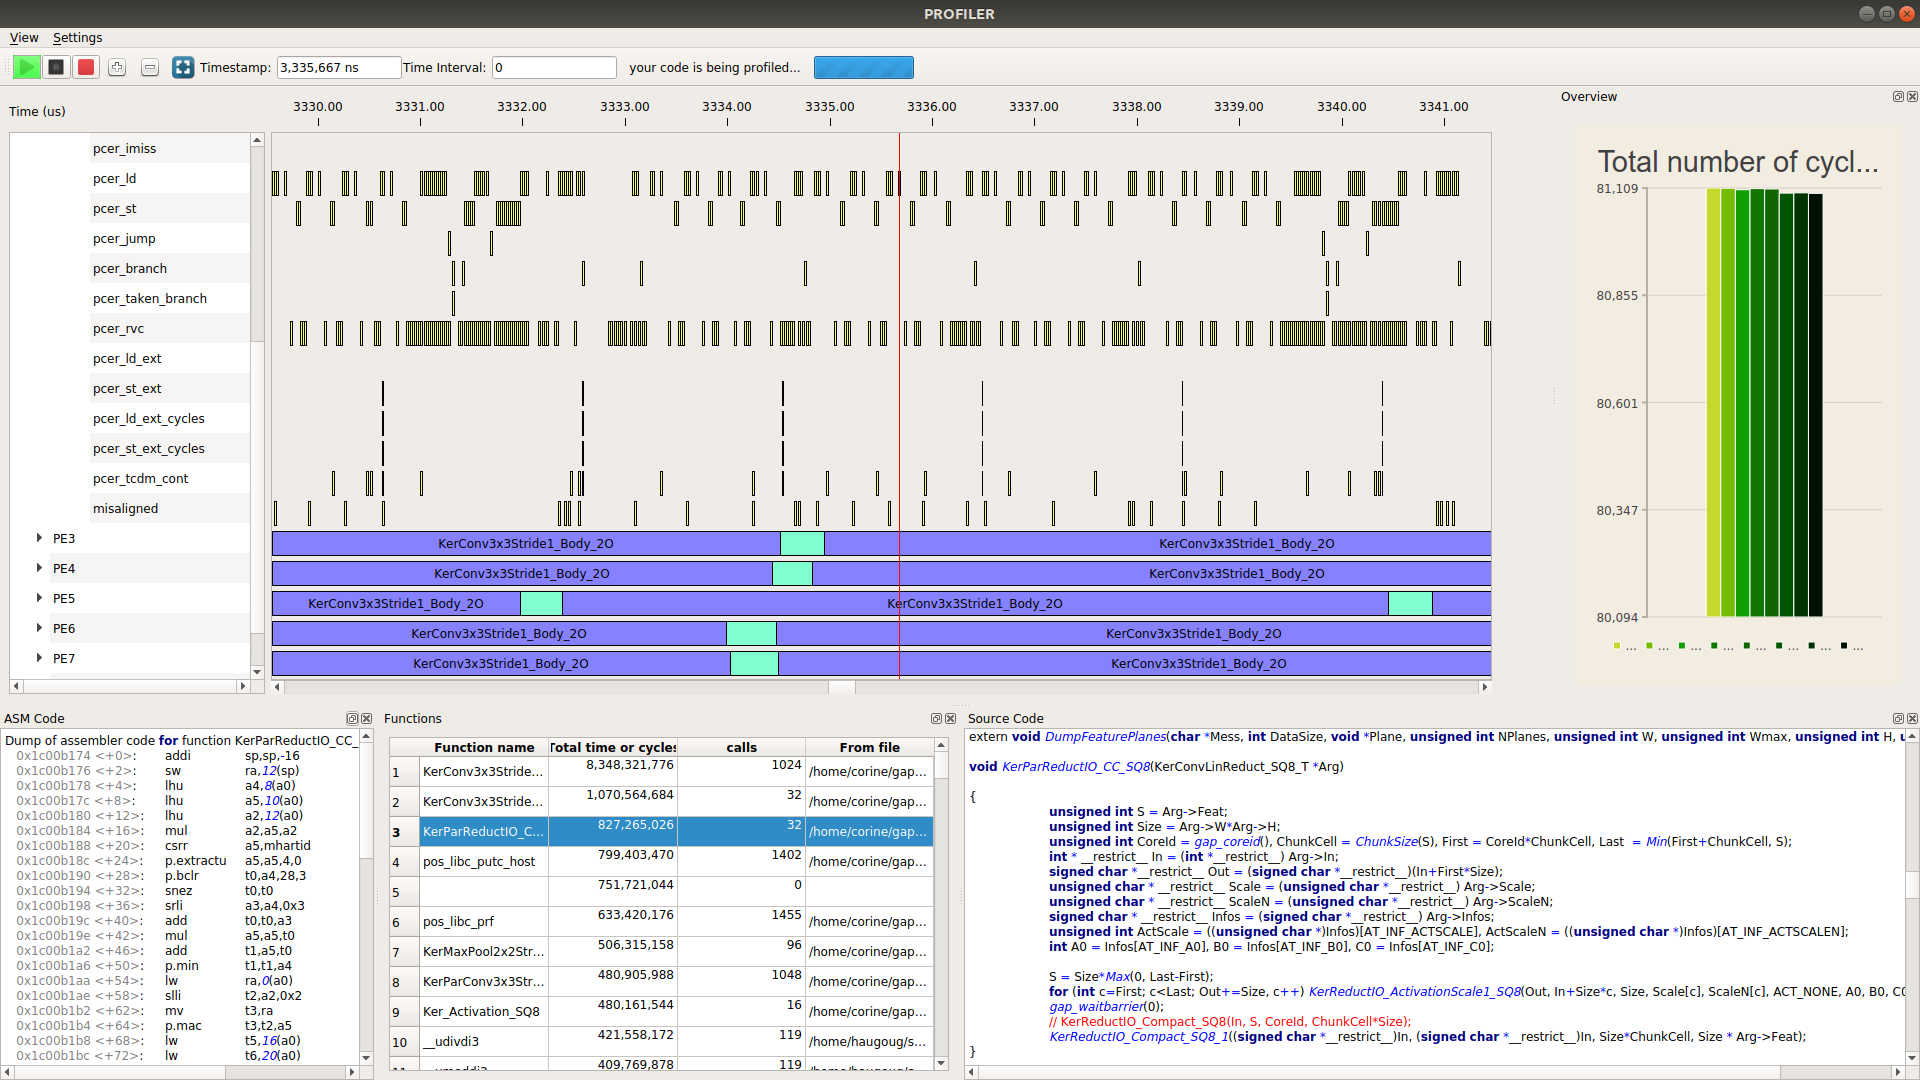 PROFILER
View Settings
Timestamp: 3,335,667 ns Time Interval: 0 your code is being profiled...
Time (us)
3330.00 3331.00 3332.00 3333.00 3334.00 3335.00 3336.00 3337.00 3338.00 3339.00 3340.00 3341.00
pcer_imiss
pcer_ld
pcer_st
pcer_jump
pcer_branch
pcer_taken_branch
pcer_rvc
pcer_ld_ext
pcer_st_ext
pcer_ld_ext_cycles
pcer_st_ext_cycles
pcer_tcdm_cont
misaligned
PE3 KerConv3x3Stride1_Body_2O KerConv3x3Stride1_Body_2O
PE4 KerConv3x3Stride1_Body_2O KerConv3x3Stride1_Body_2O
PE5 KerConv3x3Stride1_Body_2O KerConv3x3Stride1_Body_2O
PE6 KerConv3x3Stride1_Body_2O KerConv3x3Stride1_Body_2O
PE7 KerConv3x3Stride1_Body_2O KerConv3x3Stride1_Body_2O
Overview
Total number of cycl...
81,109
80,855
80,601
80,347
80,094
... ... ... ... ... ... ... ...
ASM Code
Dump of assembler code for function KerParReductIO_CC_
0x1c00b174 <+0>: addi sp,sp,-16
0x1c00b176 <+2>: sw ra,12(sp)
0x1c00b178 <+4>: lhu a4,8(a0)
0x1c00b17c <+8>: lhu a5,10(a0)
0x1c00b180 <+12>: lhu a2,12(a0)
0x1c00b184 <+16>: mul a2,a5,a2
0x1c00b188 <+20>: csrr a5,mhartid
0x1c00b18c <+24>: p.extractu a5,a5,4,0
0x1c00b190 <+28>: p.bclr t0,a4,28,3
0x1c00b194 <+32>: snez t0,t0
0x1c00b198 <+36>: srli a3,a4,0x3
0x1c00b19c <+40>: add t0,t0,a3
0x1c00b19e <+42>: mul a5,a5,t0
0x1c00b1a2 <+46>: add t1,a5,t0
0x1c00b1a6 <+50>: p.min t1,t1,a4
0x1c00b1aa <+54>: lw ra,0(a0)
0x1c00b1ae <+58>: slli t2,a2,0x2
0x1c00b1b2 <+62>: mv t3,ra
0x1c00b1b4 <+64>: p.mac t3,t2,a5
0x1c00b1b8 <+68>: lw t5,16(a0)
0x1c00b1bc <+72>: lw t6,20(a0)
Functions
Function name Total time or cycles calls From file
1 KerConv3x3Stride... 8,348,321,776 1024 /home/corine/gap...
2 KerConv3x3Stride... 1,070,564,684 32 /home/corine/gap...
3 KerParReductIO_C... 827,265,026 32 /home/corine/gap...
4 pos_libc_putc_host 799,403,470 1402 /home/corine/gap...
5 751,721,044 0
6 pos_libc_prf 633,420,176 1455 /home/corine/gap...
7 KerMaxPool2x2Str... 506,315,158 96 /home/corine/gap...
8 KerParConv3x3Str... 480,905,988 1048 /home/corine/gap...
9 Ker_Activation_SQ8 480,161,544 16 /home/corine/gap...
10 __udivdi3 421,558,172 119 /home/haugoug/s...
409,769,878 119
Source Code
extern void DumpFeaturePlanes(char *Mess, int DataSize, void *Plane, unsigned int NPlanes, unsigned int W, unsigned int Wmax, unsigned int H, u
void KerParReductIO_CC_SQ8(KerConvLinReduct_SQ8_T *Arg)
{
unsigned int S = Arg->Feat;
unsigned int Size = Arg->W*Arg->H;
unsigned int CoreId = gap_coreid(), ChunkCell = ChunkSize(S), First = CoreId*ChunkCell, Last = Min(First+ChunkCell, S);
int * __restrict__ In = (int *__restrict__) Arg->In;
signed char *__restrict__ Out = (signed char *__restrict__)(In+First*Size);
unsigned char * __restrict__ Scale = (unsigned char *__restrict__) Arg->Scale;
unsigned char * __restrict__ ScaleN = (unsigned char *__restrict__) Arg->ScaleN;
signed char * __restrict__ Infos = (signed char *__restrict__) Arg->Infos;
unsigned int ActScale = ((unsigned char *)Infos)[AT_INF_ACTSCALE], ActScaleN = ((unsigned char *)Infos)[AT_INF_ACTSCALEN];
int A0 = Infos[AT_INF_A0], B0 = Infos[AT_INF_B0], C0 = Infos[AT_INF_C0];
S = Size*Max(0, Last-First);
for (int c=First; c<Last; Out+=Size, c++) KerReductIO_ActivationScale1_SQ8(Out, In+Size*c, Size, Scale[c], ScaleN[c], ACT_NONE, A0, B0, C0
gap_waitbarrier(0);
// KerReductIO_Compact_SQ8(In, S, CoreId, ChunkCell*Size);
KerReductIO_Compact_SQ8_1((signed char *__restrict__)In, (signed char *__restrict__)In, Size*ChunkCell, Size * Arg->Feat);
}